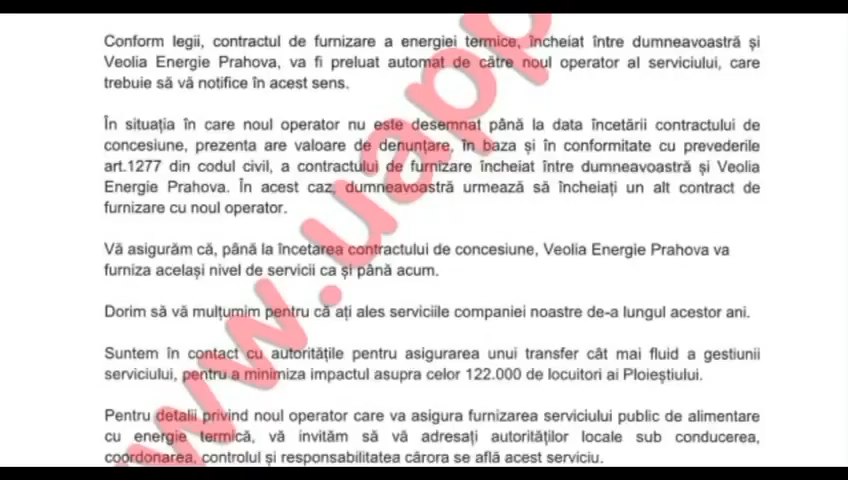 Conform legii, contractul de furnizare a energiei termice, încheiat între dumneavoastră și
Veolia Energie Prahova, va fi preluat automat de către noul operator al serviciului, care
trebuie să vă notifice în acest sens.
În situația în care noul operator nu este desemnat până la data încetării contractului de
concesiune, prezenta are valoare de denunțare, în baza și în conformitate cu prevederile
art.1277 din codul civil, a contractului de furnizare încheiat între dumneavoastră și Veolia
Energie Prahova. În acest caz, dumneavoastră urmează să încheiați un alt contract de
furnizare cu noul operator.
Vă asigurăm că, până la încetarea contractului de concesiune, Veolia Energie Prahova va
furniza același nivel de servicii ca și până acum.
Dorim să vă mulțumim pentru că ați ales serviciile companiei noastre de-a lungul acestor ani.
Suntem în contact cu autoritățile pentru asigurarea unui transfer cât mai fluid a gestiunii
serviciului, pentru a minimiza impactul asupra celor 122.000 de locuitori ai Ploieștiului.
Pentru detalii privind noul operator care va asigura furnizarea serviciului public de alimentare
cu energie termică, vă invităm să vă adresați autorităților locale sub conducerea,
coordonarea, controlul și responsabilitatea cărora se află acest serviciu.
www.uapp